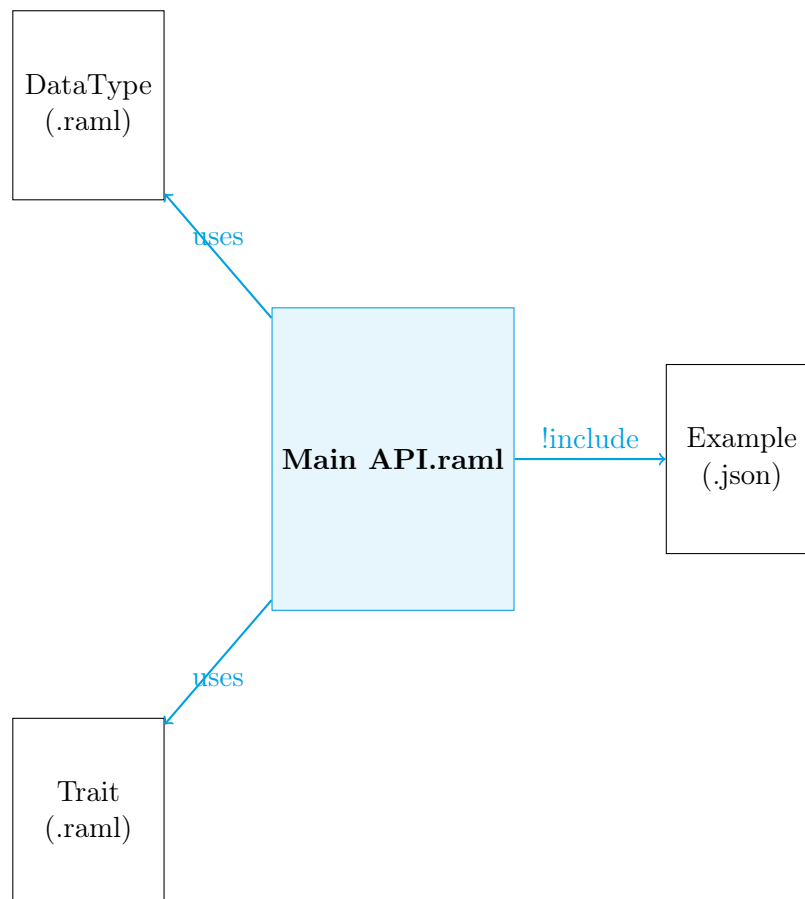 DataType
(.raml)
uses
!include
Main API.raml
Example
(.json)
uses
Trait
(.raml)